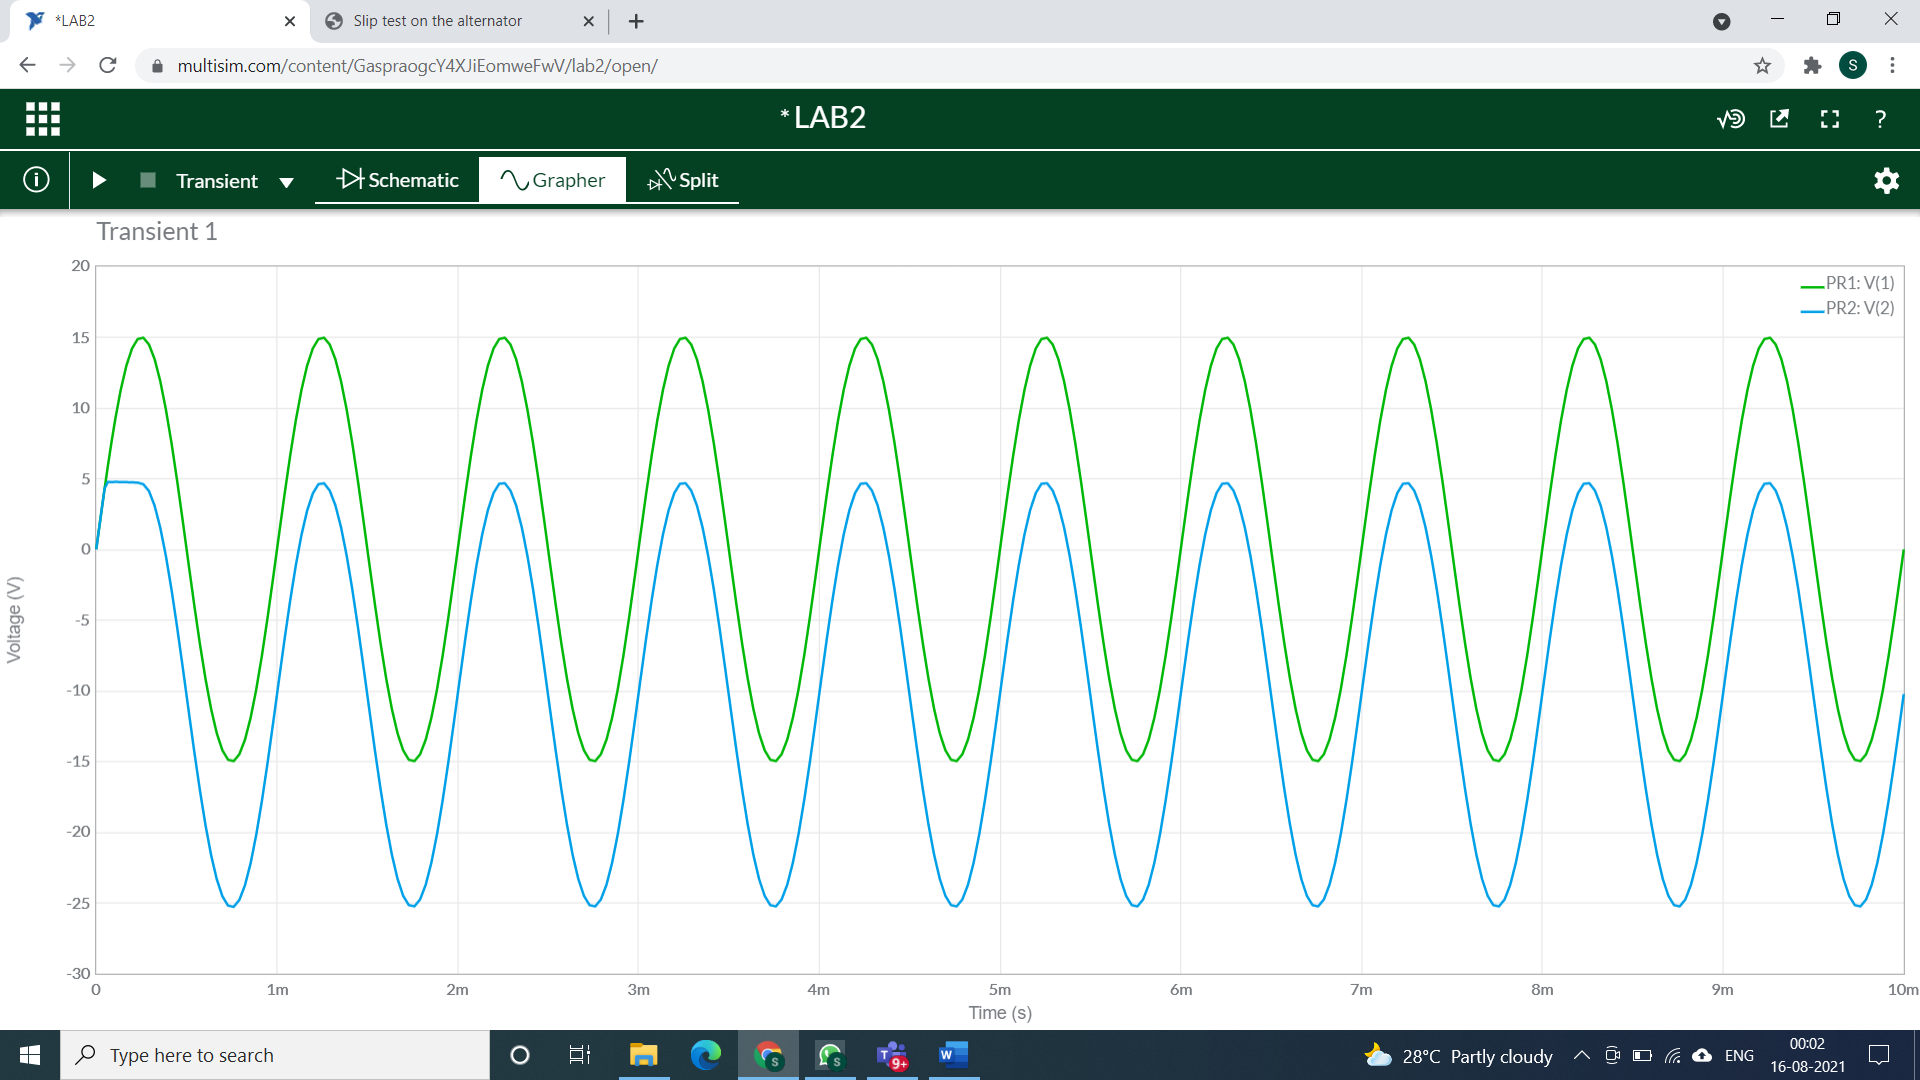 *LAB2
Slip test on the alternator
multisim.com/content/GaspraogcY4XJiEomweFwV/lab2/open/
S
*LAB2
?
Transient
Schematic
Grapher
Split
Transient 1
PR1: V(1)
PR2: V(2)
20
15
10
5
0
-5
-10
-15
-20
-25
-30
Voltage (V)
0 1m 2m 3m 4m 5m 6m 7m 8m 9m 10m
Time (s)
Type here to search
S
S
T
9+
W
28°C Partly cloudy
ENG
00:02
16-08-2021